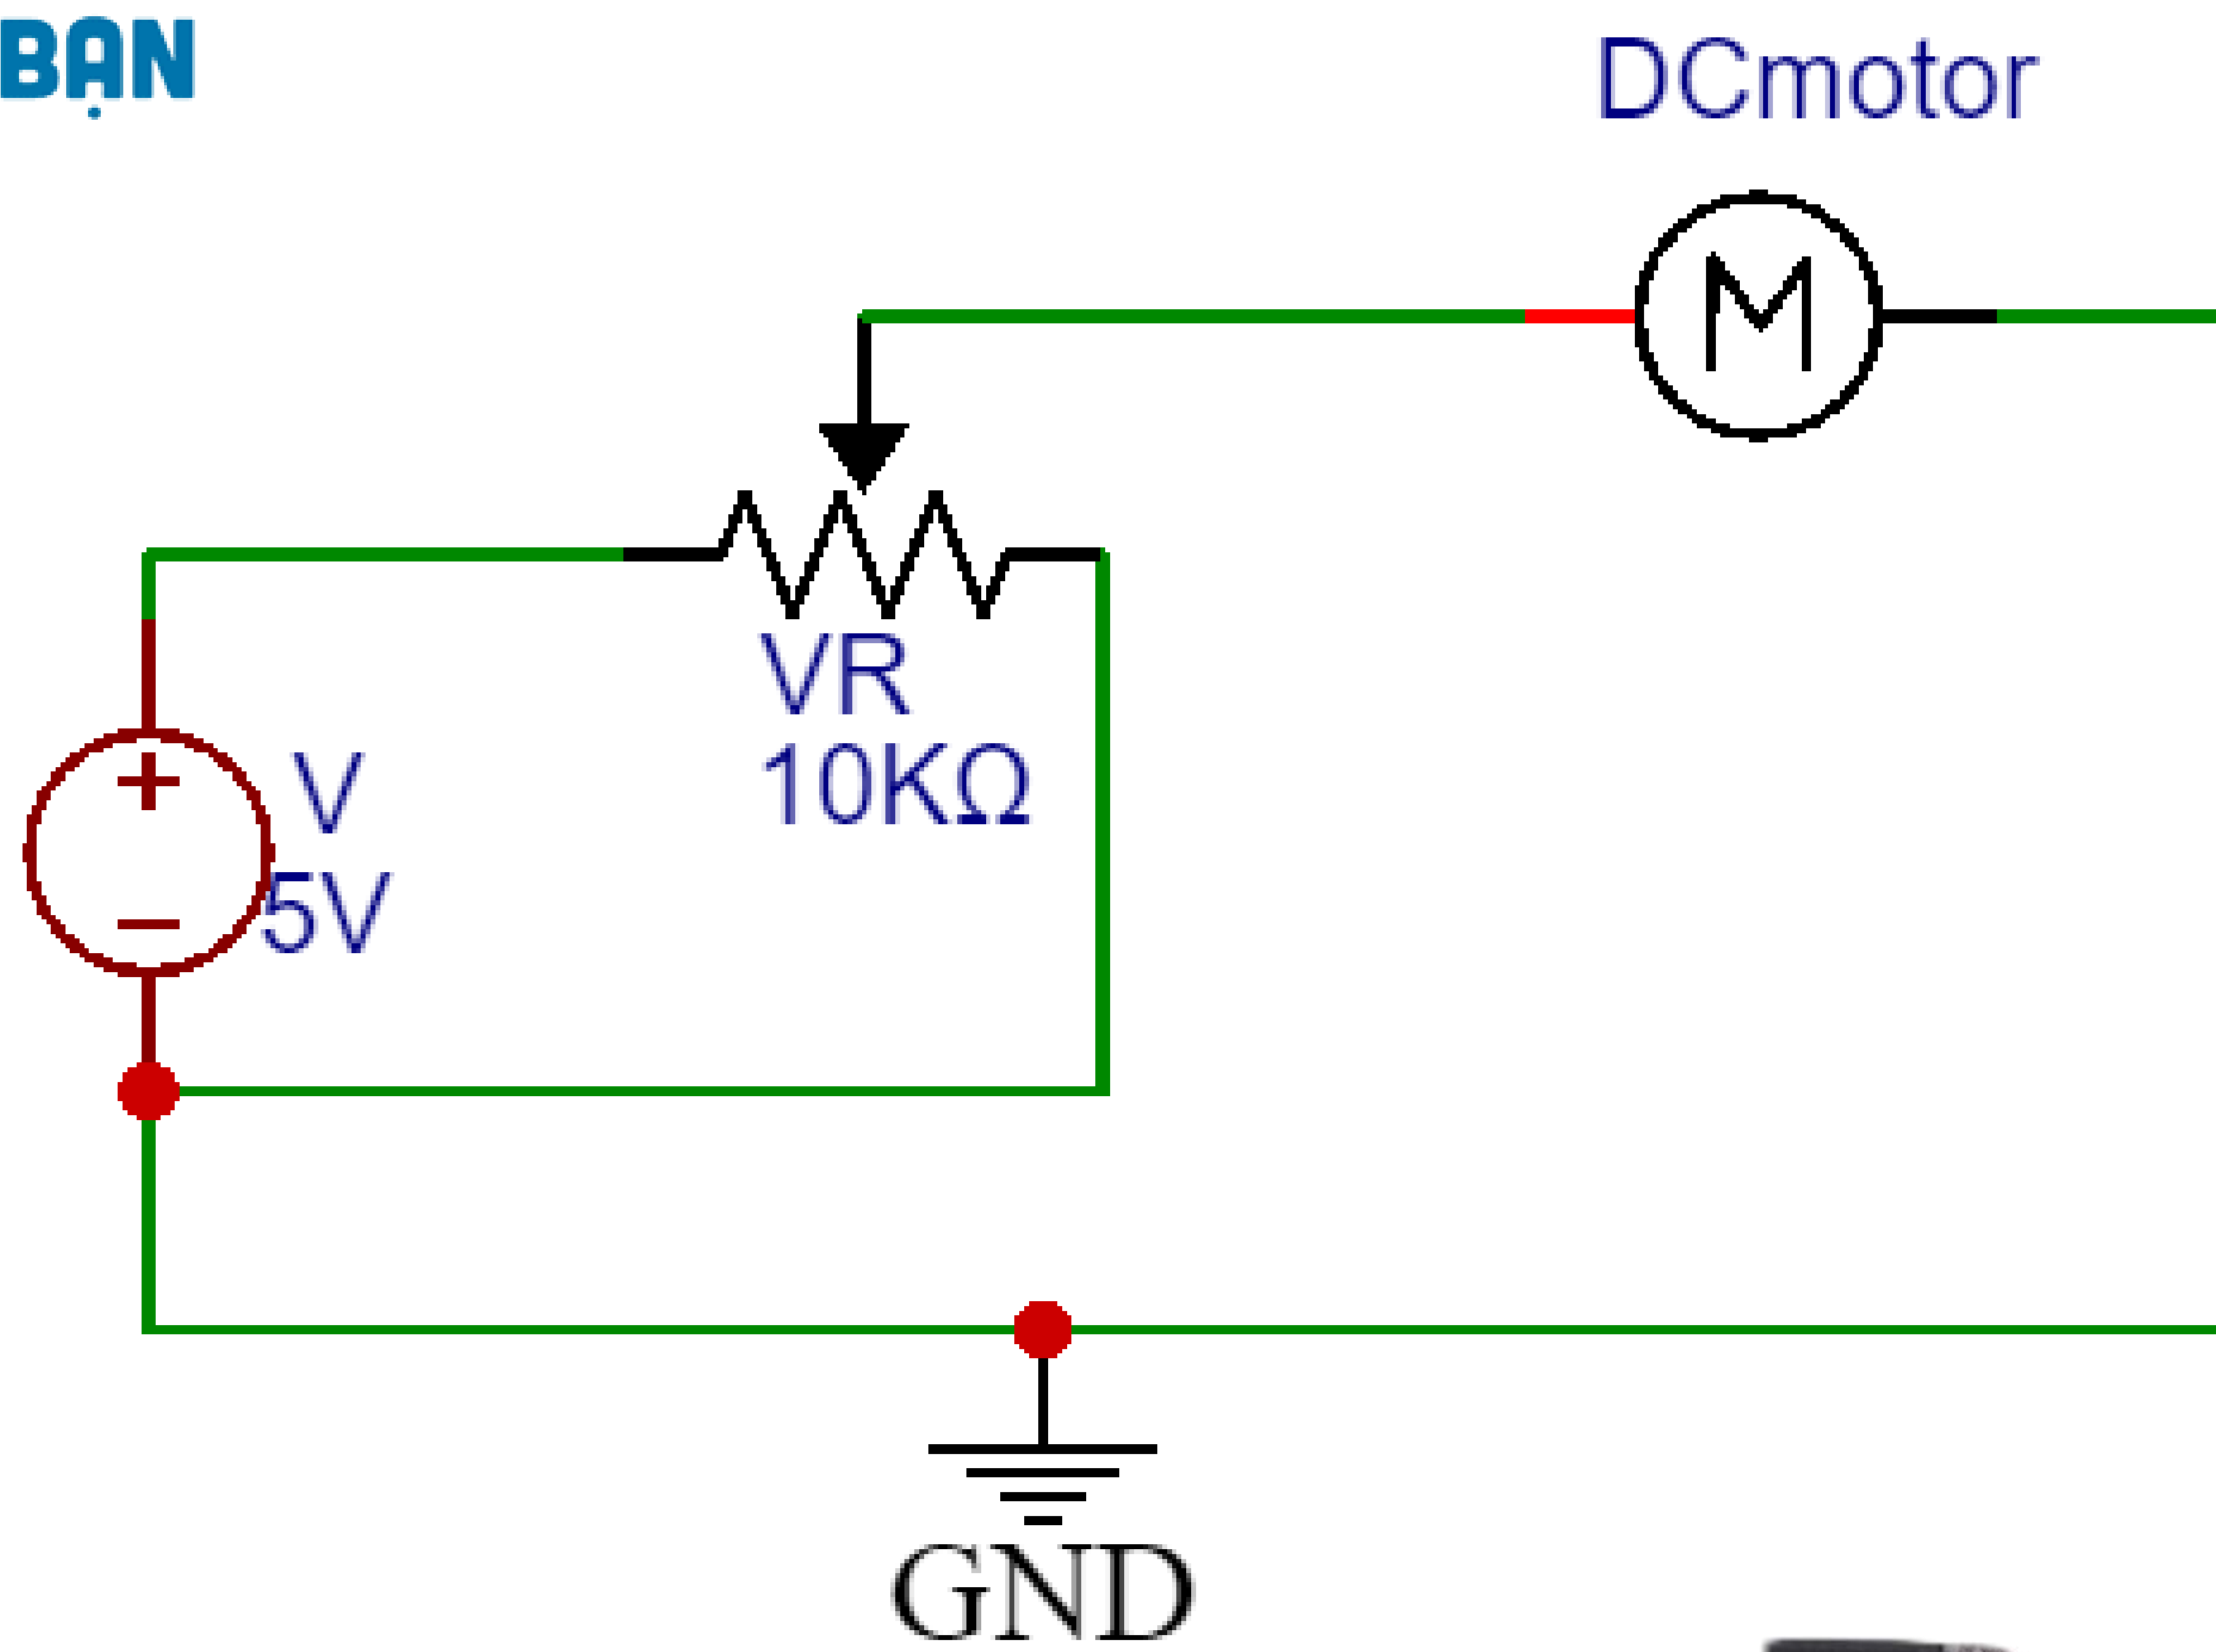 BẠN
DCmotor
M
VR
10KΩ
V
5V
GND